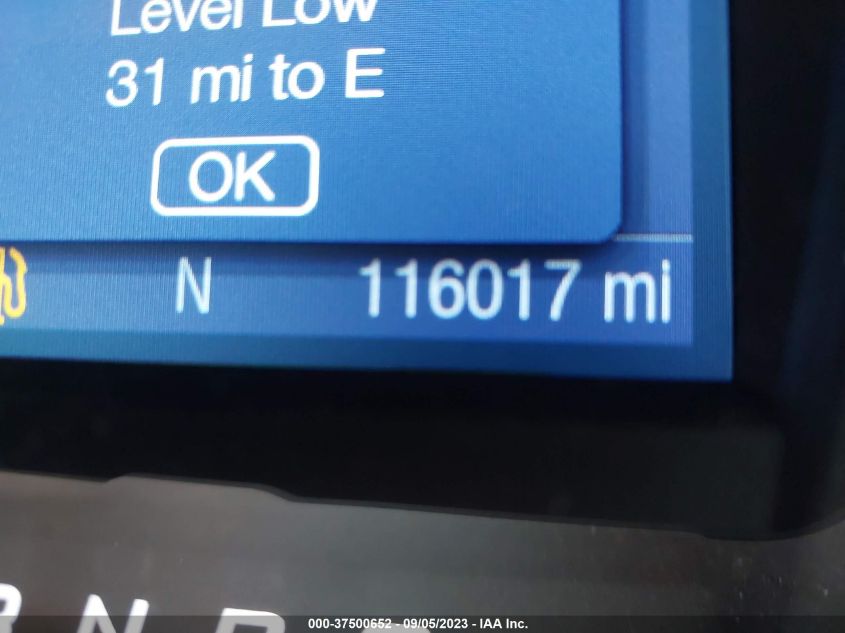 Level Low
31 mi to E
OK
N 116017 mi
R N D
000-37500652 - 09/05/2023 - IAA Inc.